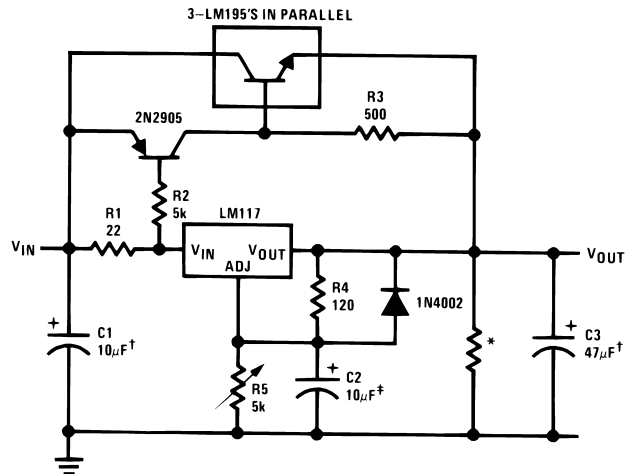 3–LM195'S IN PARALLEL
2N2905
R3
500
R2
5k
R1
22
LM117
VIN
VIN
VOUT
ADJ
VOUT
R4
120
1N4002
+
C1
10µF†
R5
5k
+
C2
10µF‡
*
+
C3
47µF†